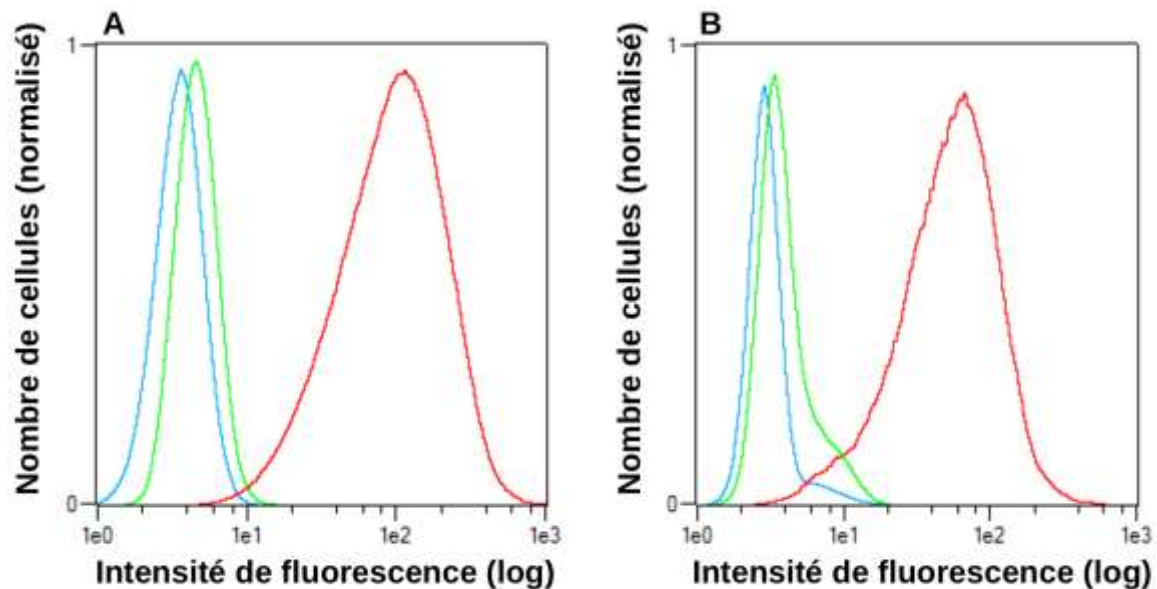 A
Nombre de cellules (normalisé)
1
0
1e0 1e1 1e2 1e3
Intensité de fluorescence (log)
B
Nombre de cellules (normalisé)
1
0
1e0 1e1 1e2 1e3
Intensité de fluorescence (log)